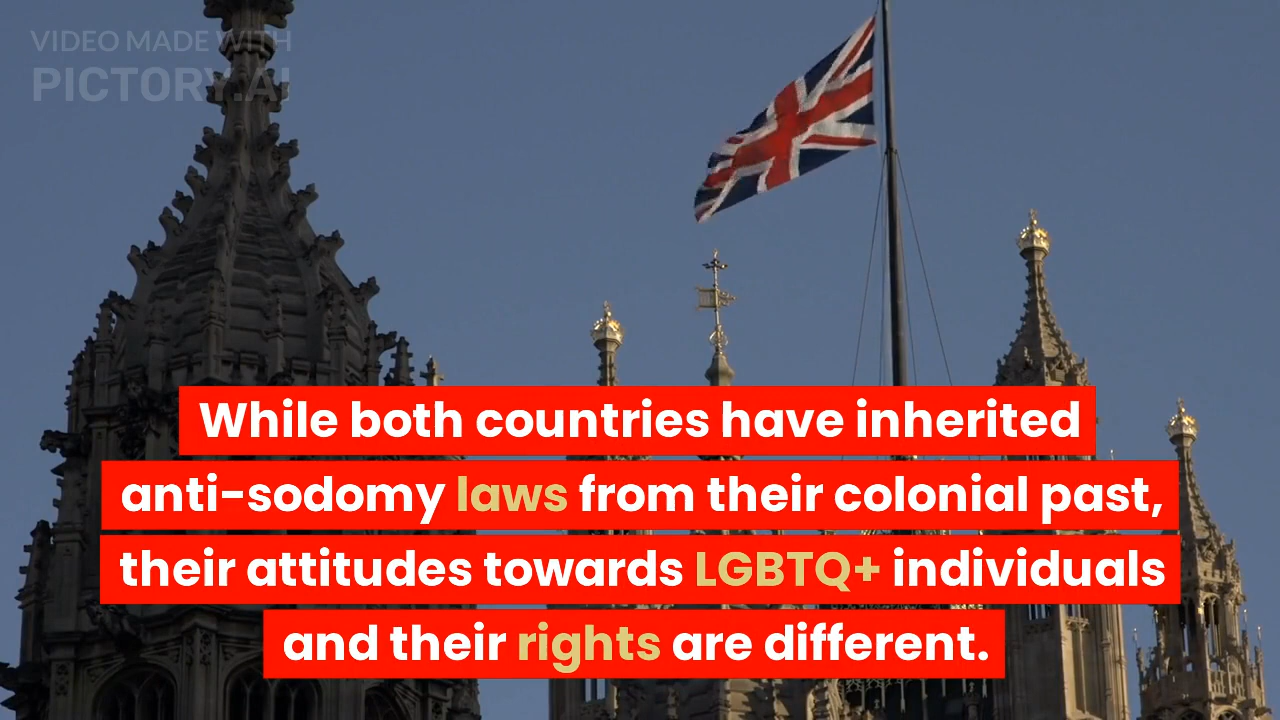 VIDEO MADE WITH
PICTORY.AI
While both countries have inherited
anti-sodomy laws from their colonial past,
their attitudes towards LGBTQ+ individuals
and their rights are different.